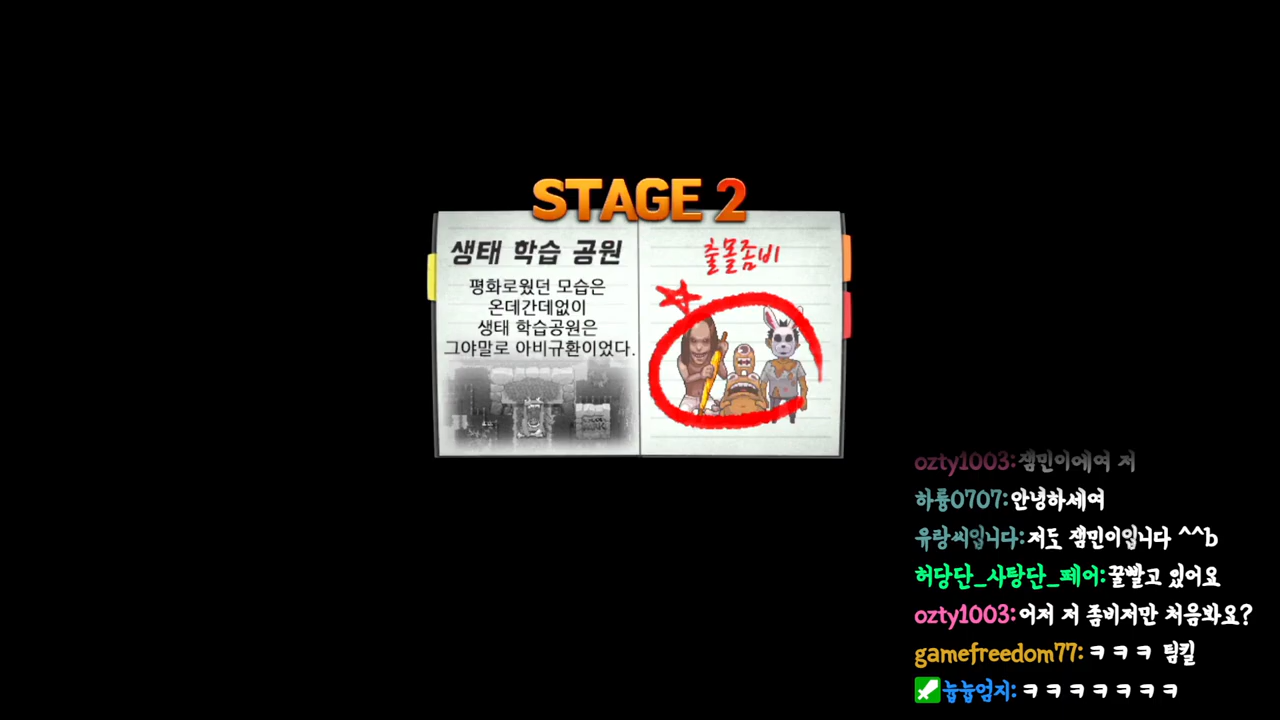 STAGE 2
생태 학습 공원
평화로웠던 모습은
온데간데없이
생태 학습공원은
그야말로 아비규환이었다.
출몰좀비
ozty1003:잼민이에여 저
하룡0707:안녕하세여
유랑씨입니다:저도 잼민이입니다 ^^b
허당단_사탕단_페어:꿀빨고 있어요
ozty1003:어저 저 좀비저만 처음봐요?
gamefreedom77:ㅋㅋㅋ 팀킬
늅늅엄지:ㅋㅋㅋㅋㅋㅋㅋ